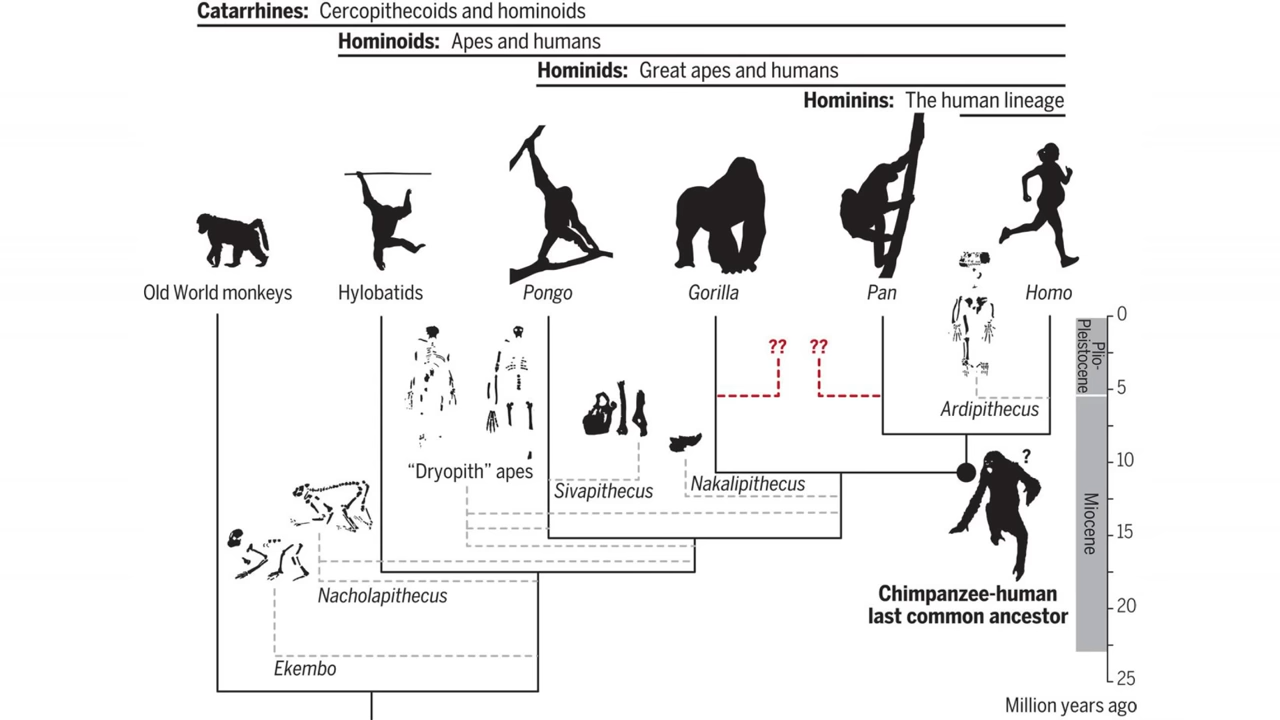 Catarrhines: Cercopithecoids and hominoids
Hominoids: Apes and humans
Hominids: Great apes and humans
Hominins: The human lineage
Old World monkeys
Hylobatids
Pongo
Gorilla
Pan
Homo
0
Plio-
Pleistocene
?? ??
5
Ardipithecus
?
10
"Dryopith" apes
Sivapithecus
Nakalipithecus
Miocene
15
Nacholapithecus
Chimpanzee-human
last common ancestor
20
Ekembo
25
Million years ago